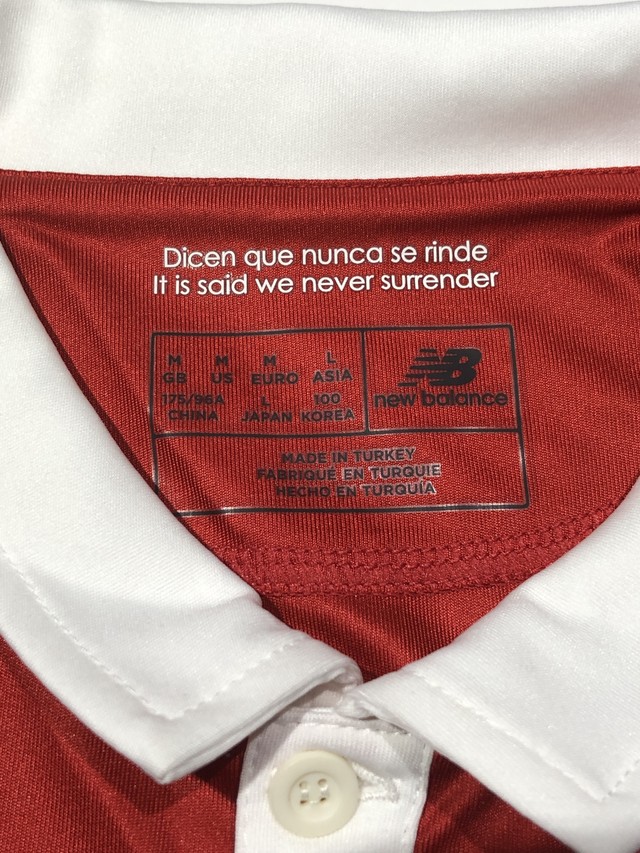 Dicen que nunca se rinde
It is said we never surrender
M M M L
GB US EURO ASIA
175/96A L 100
CHINA JAPAN KOREA
NB
new balance
MADE IN TURKEY
FABRIQUÉ EN TURQUIE
HECHO EN TURQUÍA